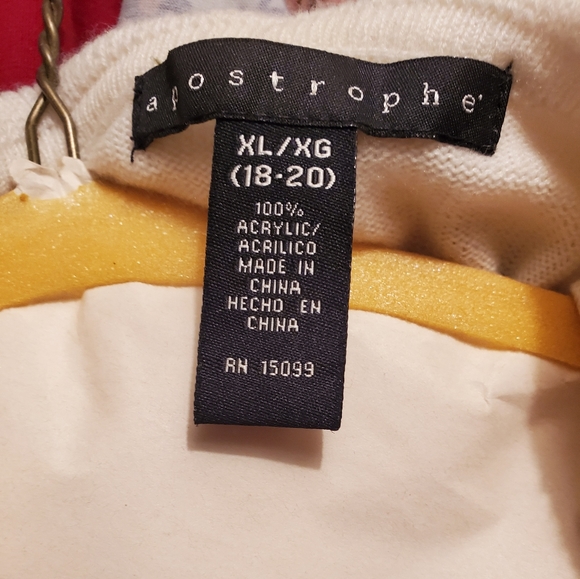 apostrophe'
XL/XG
(18-20)
100%
ACRYLIC/
ACRILICO
MADE IN
CHINA
HECHO EN
CHINA
RN 15099